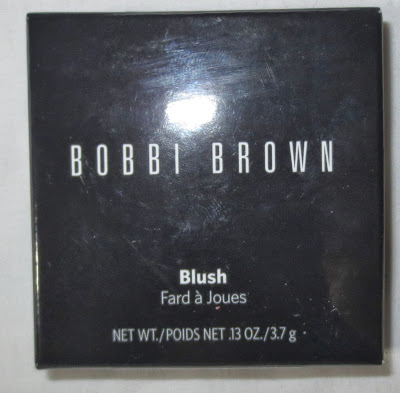 BOBBI BROWN
Blush
Fard à Joues
NET WT./POIDS NET .13 OZ./3.7 g